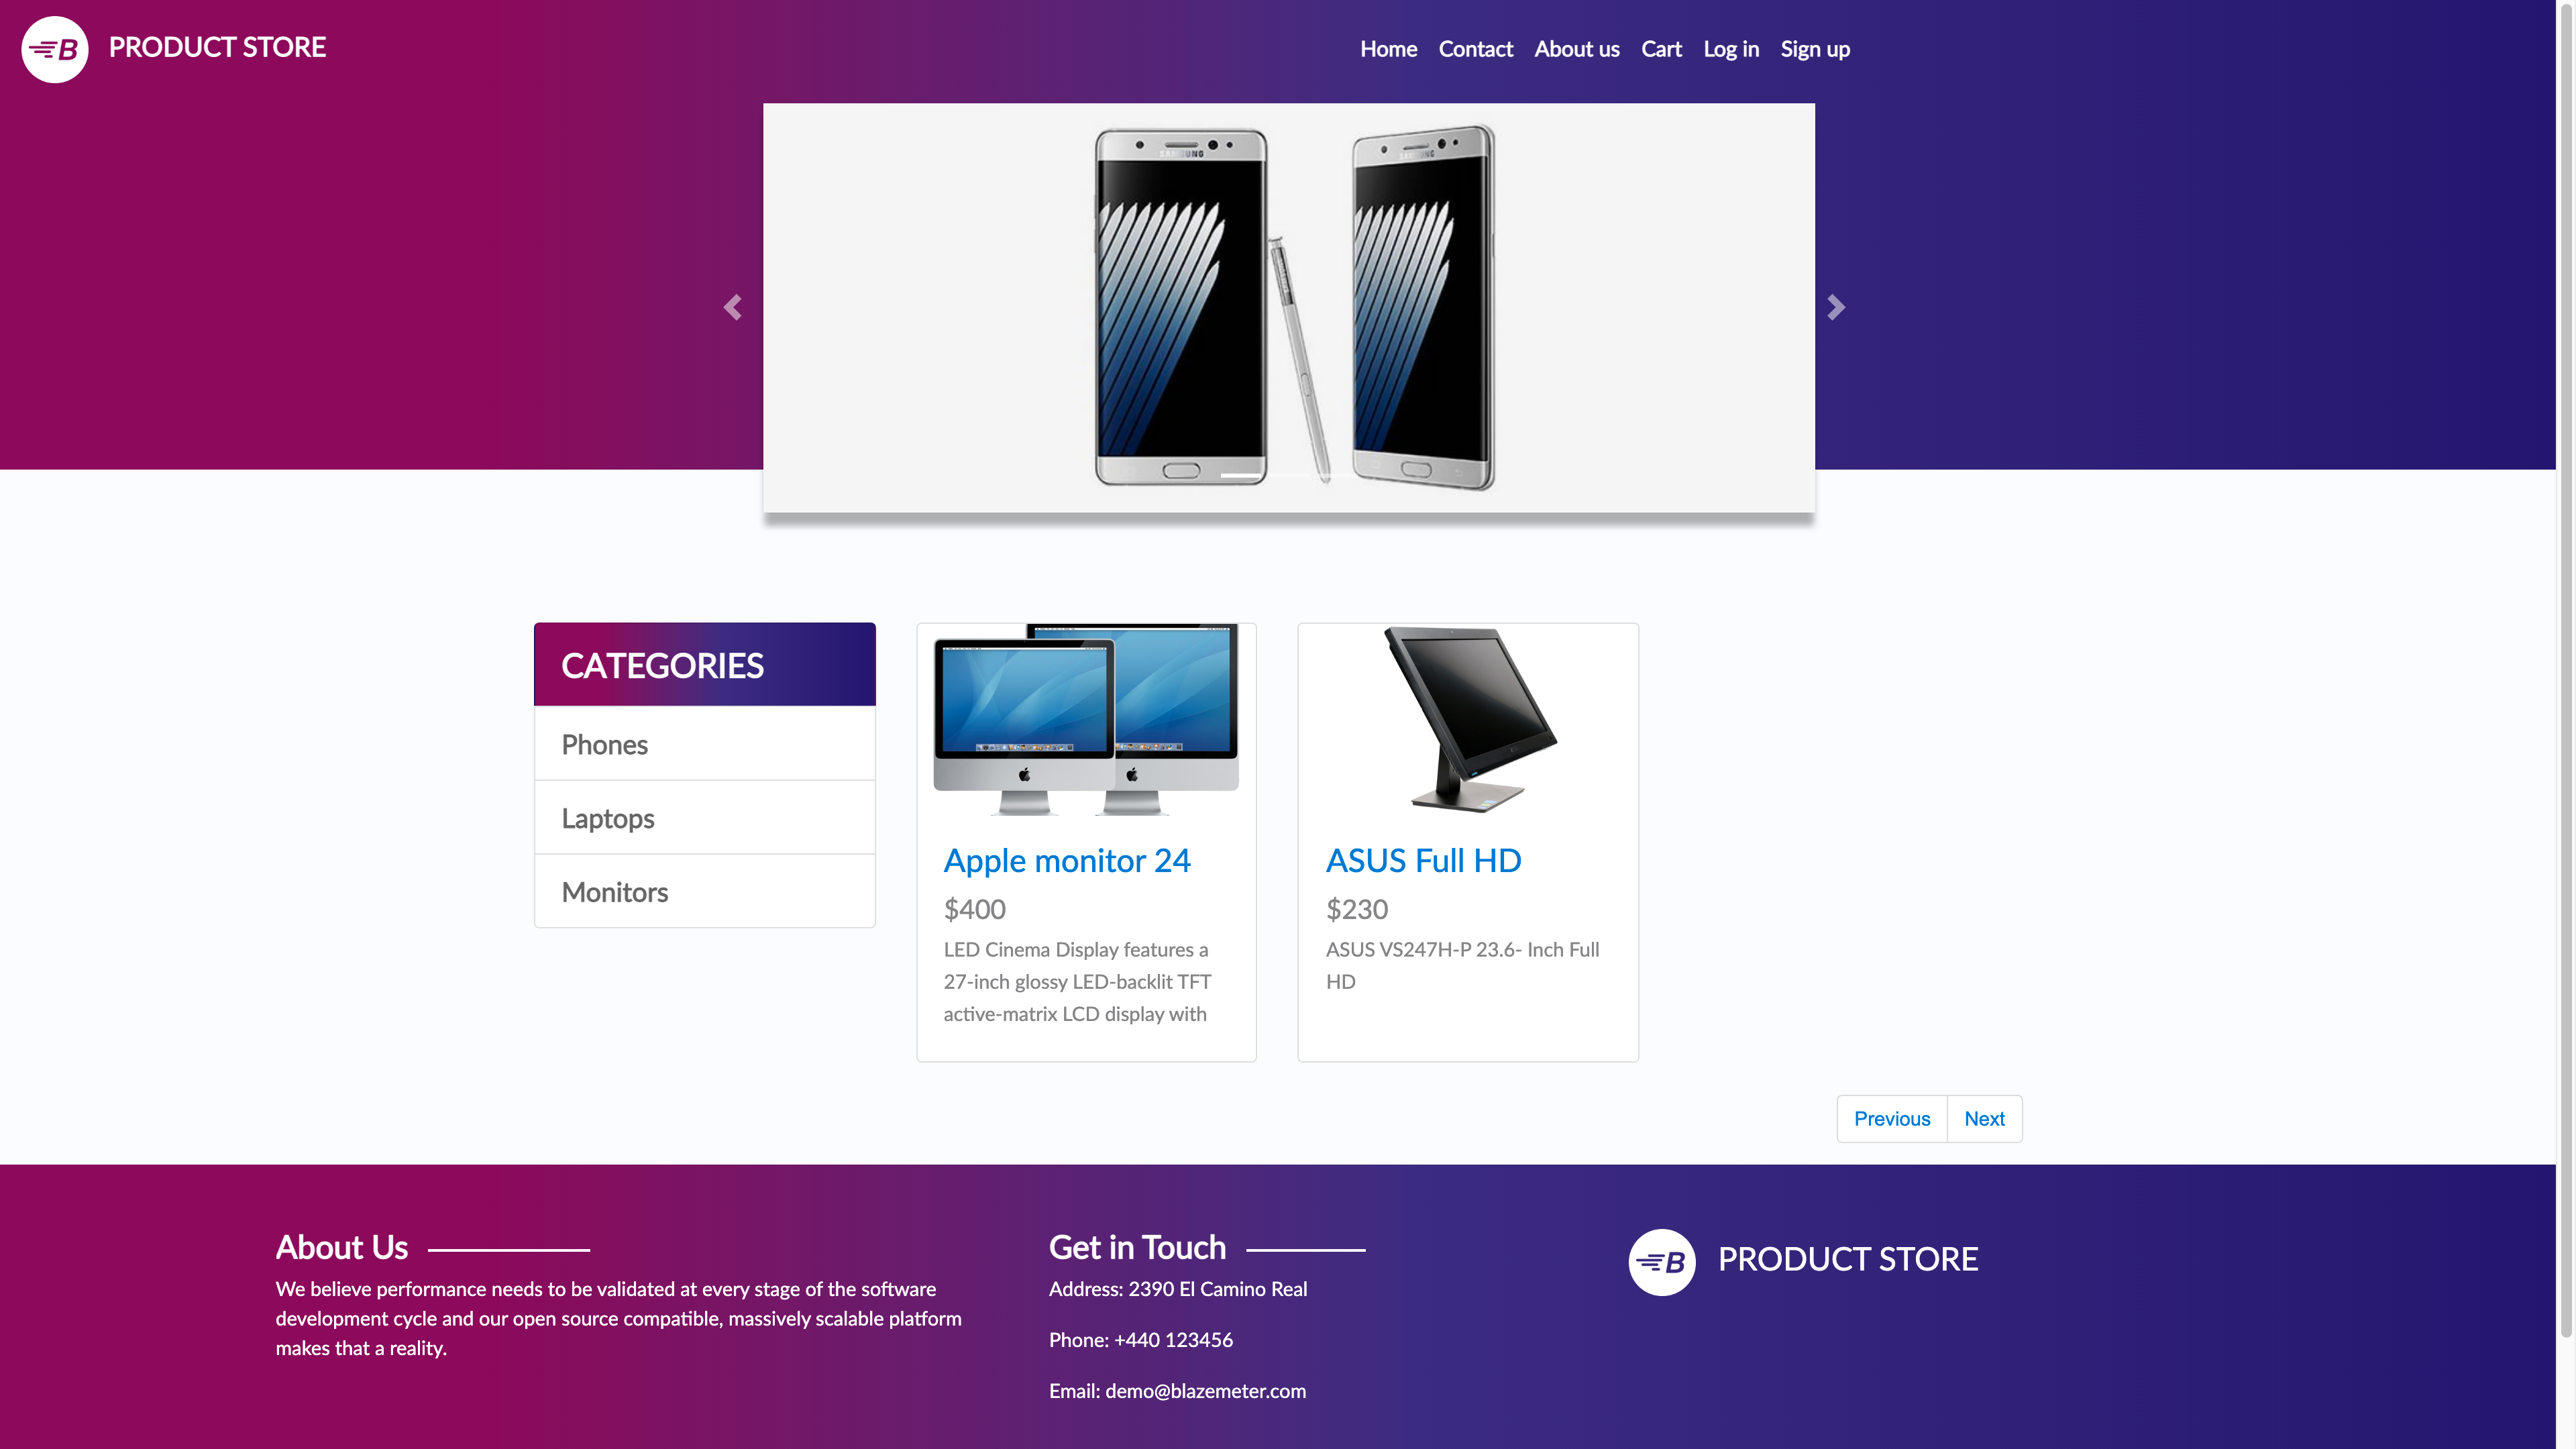 B PRODUCT STORE
Home Contact About us Cart Log in Sign up
SAMSUNG
SAMSUNG
CATEGORIES
Phones
Laptops
Monitors
Apple monitor 24
$400
LED Cinema Display features a
27-inch glossy LED-backlit TFT
active-matrix LCD display with
ASUS Full HD
$230
ASUS VS247H-P 23.6- Inch Full
HD
Previous Next
About Us
We believe performance needs to be validated at every stage of the software
development cycle and our open source compatible, massively scalable platform
makes that a reality.
Get in Touch
Address: 2390 El Camino Real
Phone: +440 123456
Email: demo@blazemeter.com
B PRODUCT STORE